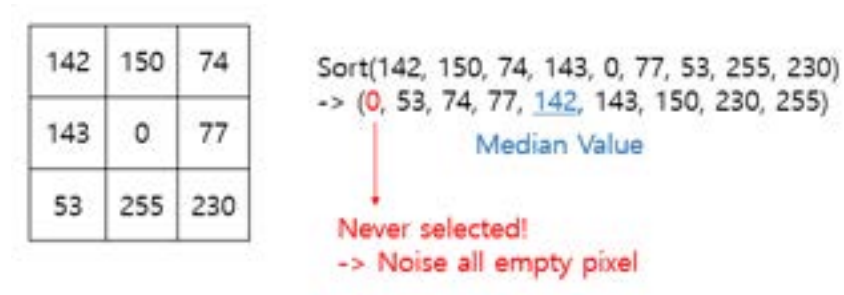 142 150 74
143 0 77
53 255 230
Sort(142, 150, 74, 143, 0, 77, 53, 255, 230)
-> (0, 53, 74, 77, 142, 143, 150, 230, 255)
Median Value
Never selected!
-> Noise all empty pixel